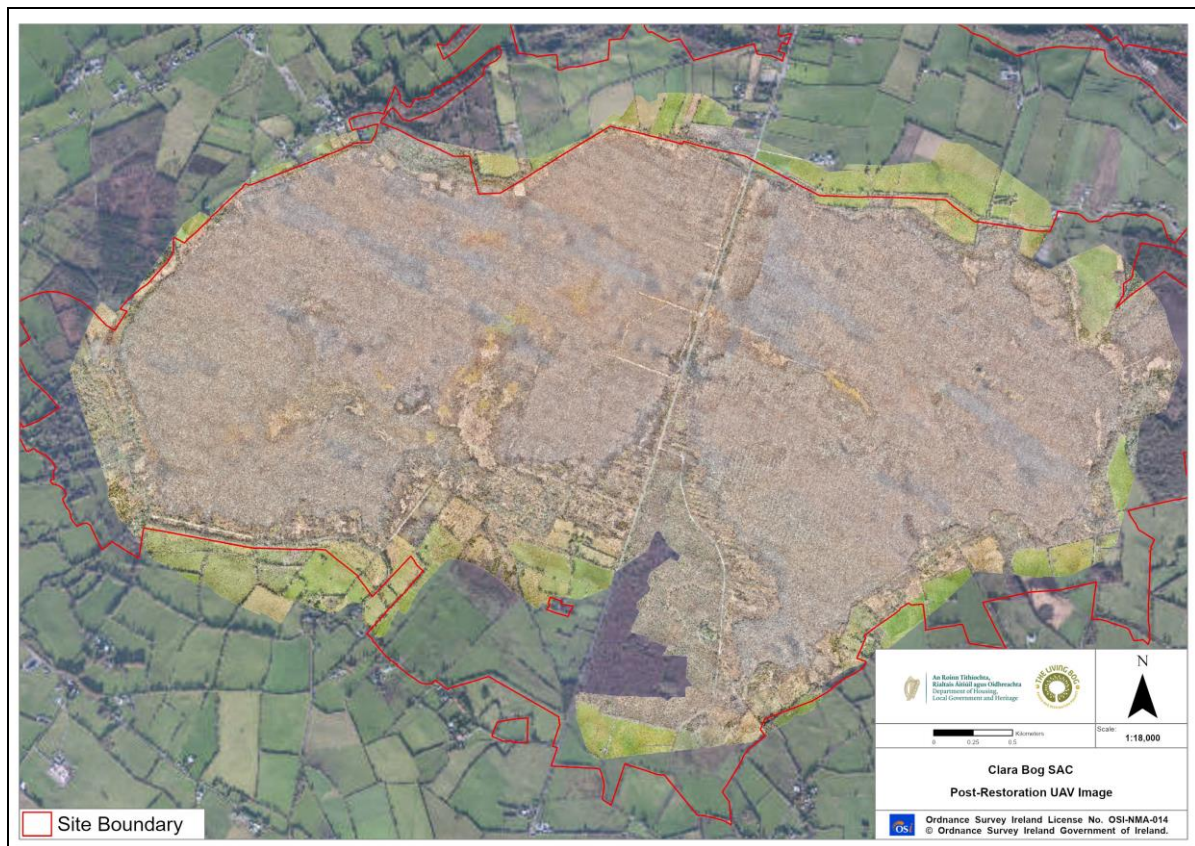 An Roinn Tithíochta,
Rialtais Áitiúil agus Oidhreachta
Department of Housing,
Local Government and Heritage
THE LIVING BOG
N
Kilometers
0 0.25 0.5
Scale:
1:18,000
Clara Bog SAC
Post-Restoration UAV Image
Site Boundary
OSi
Ordnance Survey Ireland License No. OSI-NMA-014
© Ordnance Survey Ireland Government of Ireland.